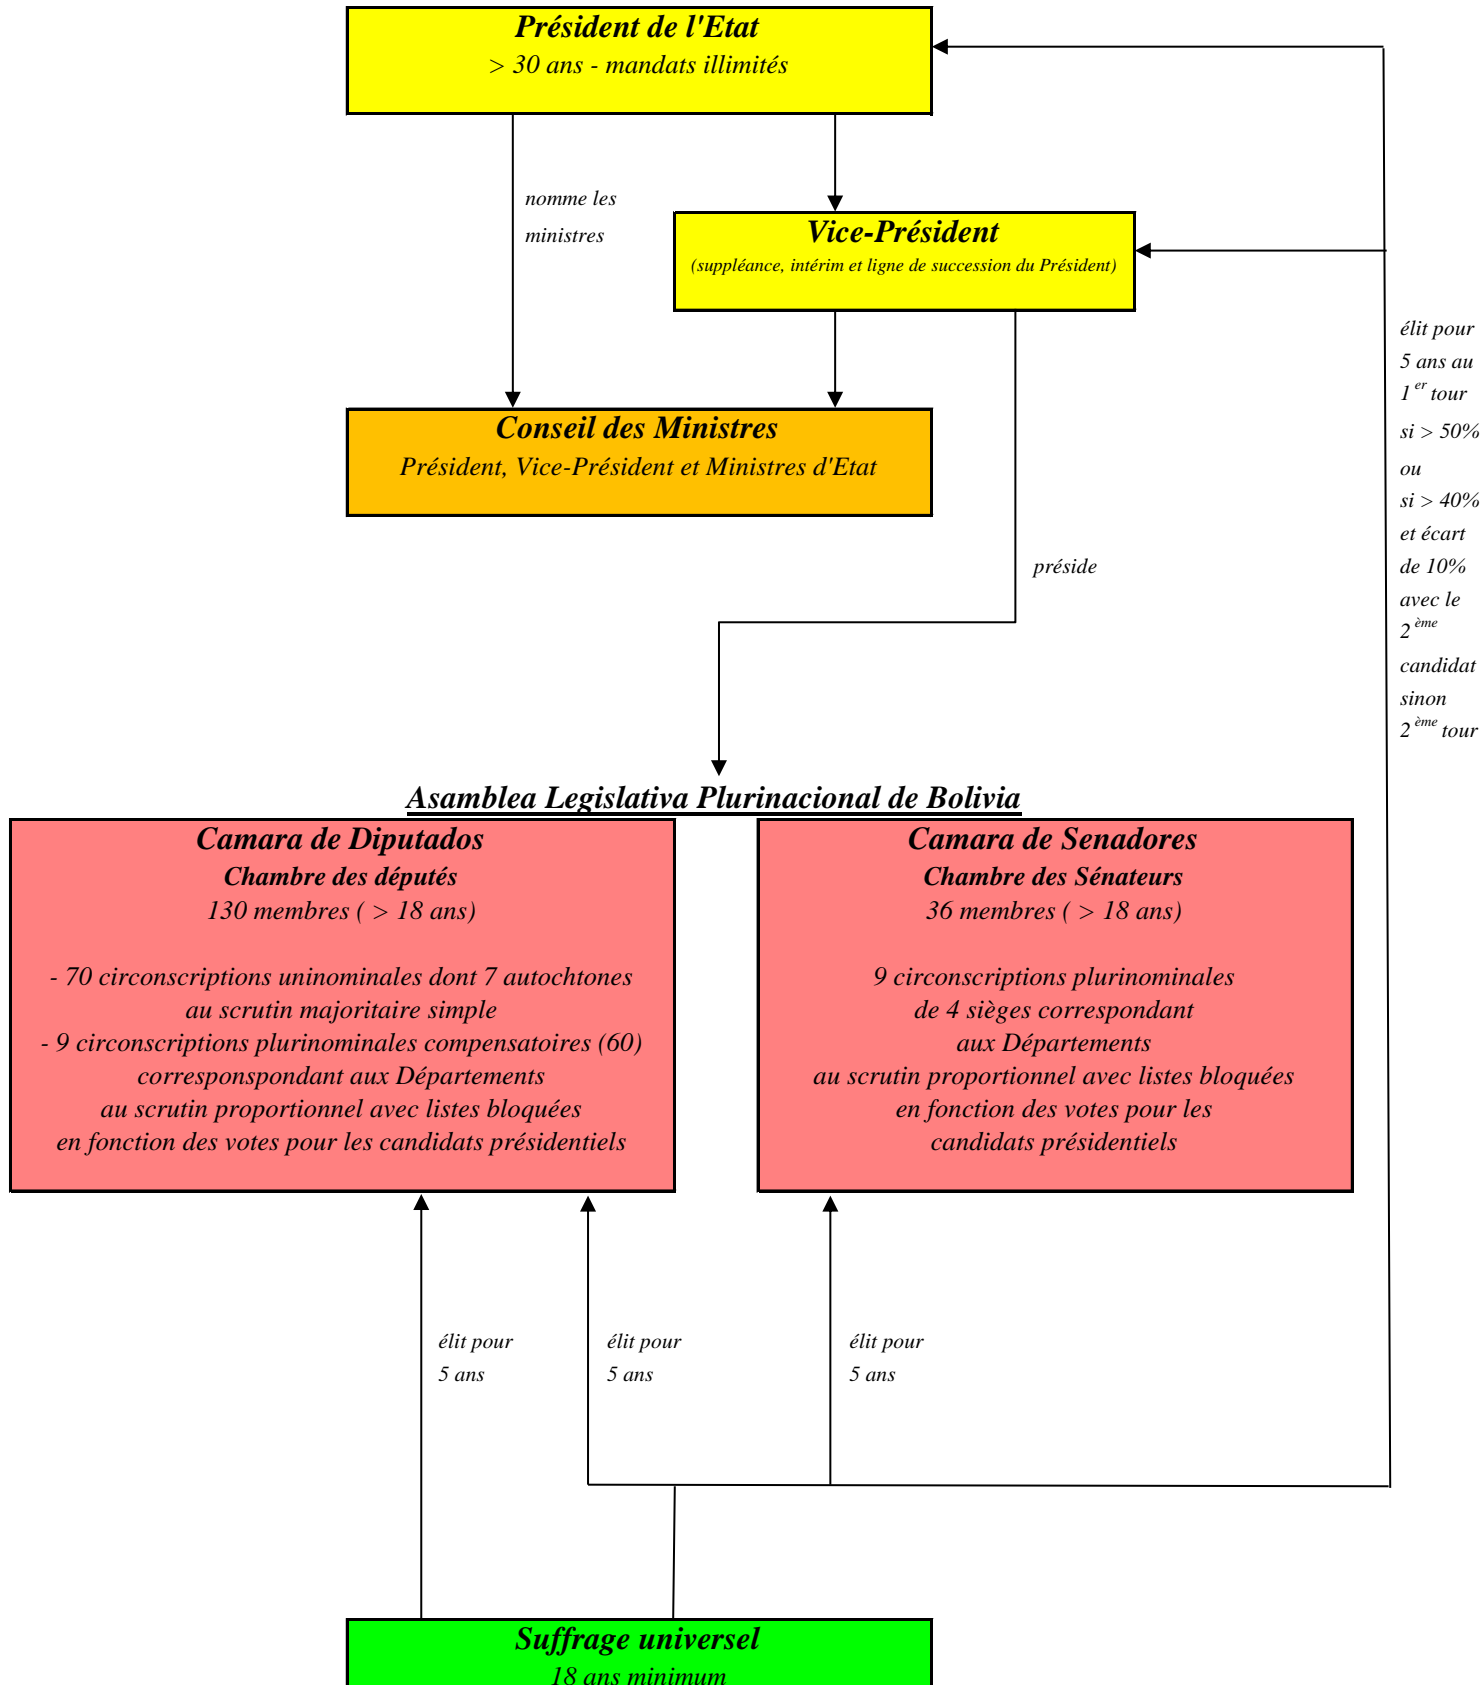 Président de l'Etat
> 30 ans - mandats illimités
nomme les
ministres
Vice-Président
(suppléance, intérim et ligne de succession du Président)
élit pour
5 ans au
1er tour
si > 50%
ou
si > 40%
et écart
de 10%
avec le
2ème
candidat
sinon
2ème tour
Conseil des Ministres
Président, Vice-Président et Ministres d'Etat
préside
Asamblea Legislativa Plurinacional de Bolivia
Camara de Diputados
Chambre des députés
130 membres ( > 18 ans)
- 70 circonscriptions uninominales dont 7 autochtones
au scrutin majoritaire simple
- 9 circonscriptions plurinominales compensatoires (60)
corresponspondant aux Départements
au scrutin proportionnel avec listes bloquées
en fonction des votes pour les candidats présidentiels
Camara de Senadores
Chambre des Sénateurs
36 membres ( > 18 ans)
9 circonscriptions plurinominales
de 4 sièges correspondant
aux Départements
au scrutin proportionnel avec listes bloquées
en fonction des votes pour les
candidats présidentiels
élit pour
5 ans
élit pour
5 ans
élit pour
5 ans
Suffrage universel
18 ans minimum